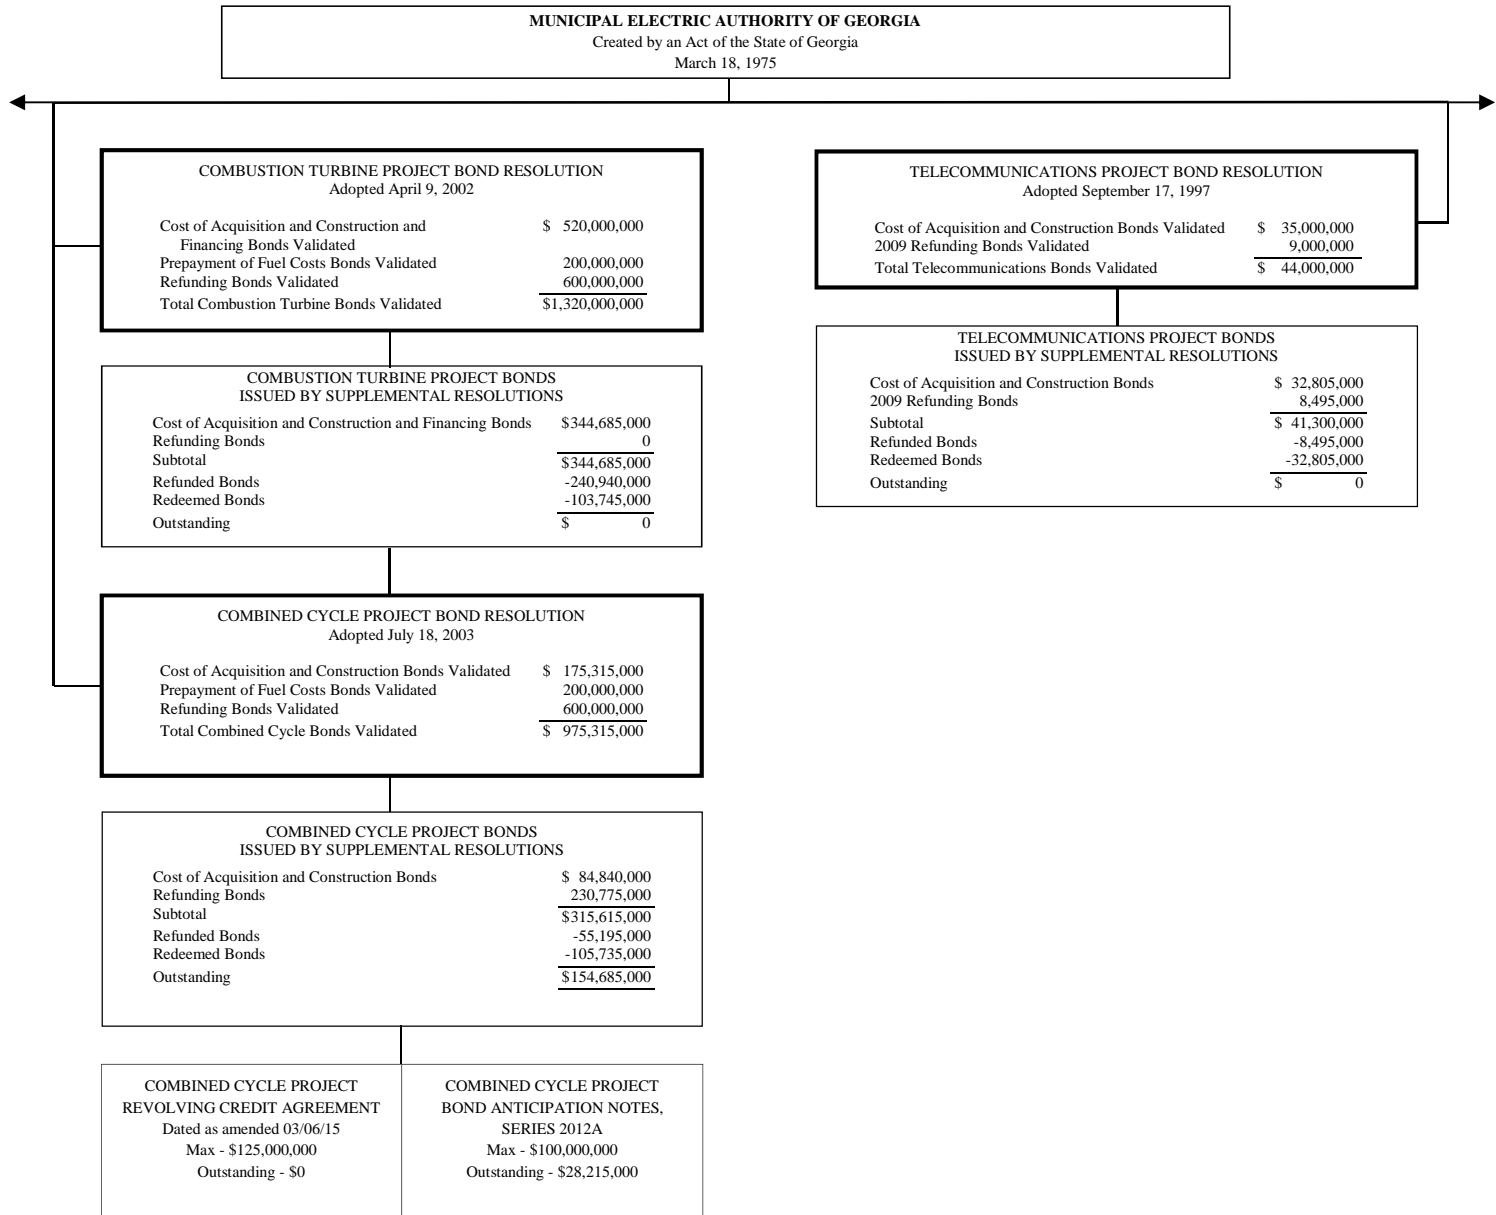 MUNICIPAL ELECTRIC AUTHORITY OF GEORGIA
Created by an Act of the State of Georgia
March 18, 1975
COMBUSTION TURBINE PROJECT BOND RESOLUTION
Adopted April 9, 2002
Cost of Acquisition and Construction and $ 520,000,000
Financing Bonds Validated
Prepayment of Fuel Costs Bonds Validated 200,000,000
Refunding Bonds Validated 600,000,000
Total Combustion Turbine Bonds Validated $1,320,000,000
COMBUSTION TURBINE PROJECT BONDS
ISSUED BY SUPPLEMENTAL RESOLUTIONS
Cost of Acquisition and Construction and Financing Bonds $344,685,000
Refunding Bonds 0
Subtotal $344,685,000
Refunded Bonds -240,940,000
Redeemed Bonds -103,745,000
Outstanding $ 0
COMBINED CYCLE PROJECT BOND RESOLUTION
Adopted July 18, 2003
Cost of Acquisition and Construction Bonds Validated $ 175,315,000
Prepayment of Fuel Costs Bonds Validated 200,000,000
Refunding Bonds Validated 600,000,000
Total Combined Cycle Bonds Validated $ 975,315,000
COMBINED CYCLE PROJECT BONDS
ISSUED BY SUPPLEMENTAL RESOLUTIONS
Cost of Acquisition and Construction Bonds $ 84,840,000
Refunding Bonds 230,775,000
Subtotal $315,615,000
Refunded Bonds -55,195,000
Redeemed Bonds -105,735,000
Outstanding $154,685,000
COMBINED CYCLE PROJECT
REVOLVING CREDIT AGREEMENT
Dated as amended 03/06/15
Max - $125,000,000
Outstanding - $0
COMBINED CYCLE PROJECT
BOND ANTICIPATION NOTES,
SERIES 2012A
Max - $100,000,000
Outstanding - $28,215,000
TELECOMMUNICATIONS PROJECT BOND RESOLUTION
Adopted September 17, 1997
Cost of Acquisition and Construction Bonds Validated $ 35,000,000
2009 Refunding Bonds Validated 9,000,000
Total Telecommunications Bonds Validated $ 44,000,000
TELECOMMUNICATIONS PROJECT BONDS
ISSUED BY SUPPLEMENTAL RESOLUTIONS
Cost of Acquisition and Construction Bonds $ 32,805,000
2009 Refunding Bonds 8,495,000
Subtotal $ 41,300,000
Refunded Bonds -8,495,000
Redeemed Bonds -32,805,000
Outstanding $ 0